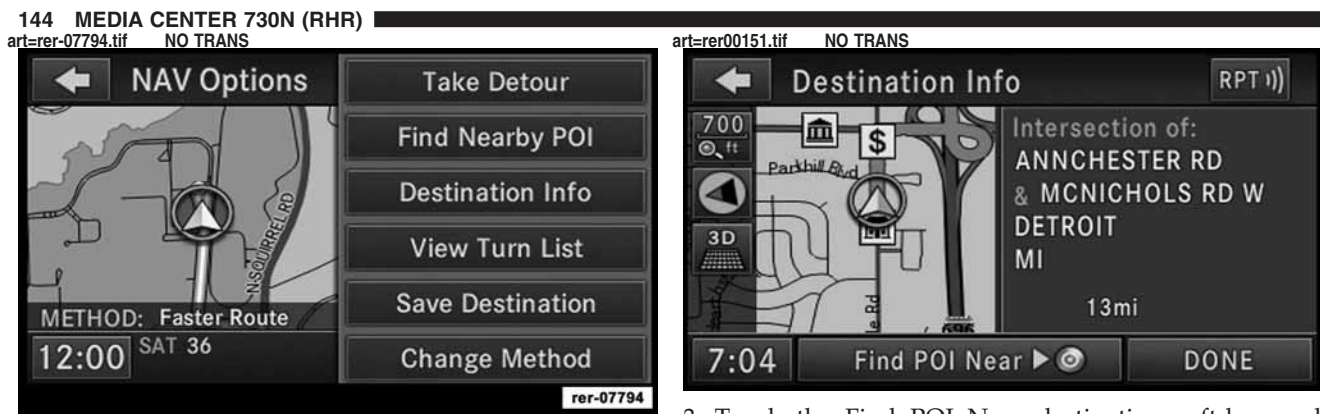 144 MEDIA CENTER 730N (RHR)
art=rer-07794.tif NO TRANS
NAV Options
Take Detour
Find Nearby POI
Destination Info
View Turn List
Save Destination
Change Method
N SQUIRREL RD
METHOD: Faster Route
12:00 SAT 36
rer-07794
art=rer00151.tif NO TRANS
Destination Info RPT
700
ft
3D
Parkhill Blvd
$
Intersection of:
ANNCHESTER RD
& MCNICHOLS RD W
DETROIT
MI
13mi
696
7:04 Find POI Near DONE